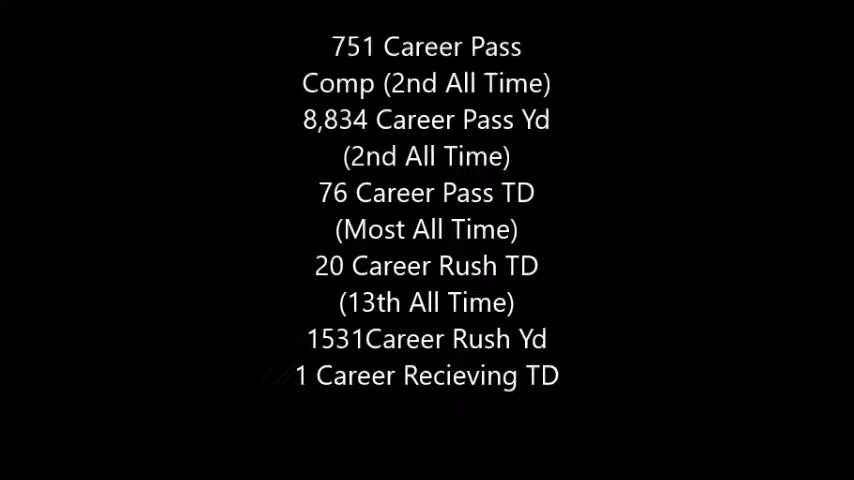 751 Career Pass
Comp (2nd All Time)
8,834 Career Pass Yd
(2nd All Time)
76 Career Pass TD
(Most All Time)
20 Career Rush TD
(13th All Time)
1531Career Rush Yd
1 Career Recieving TD